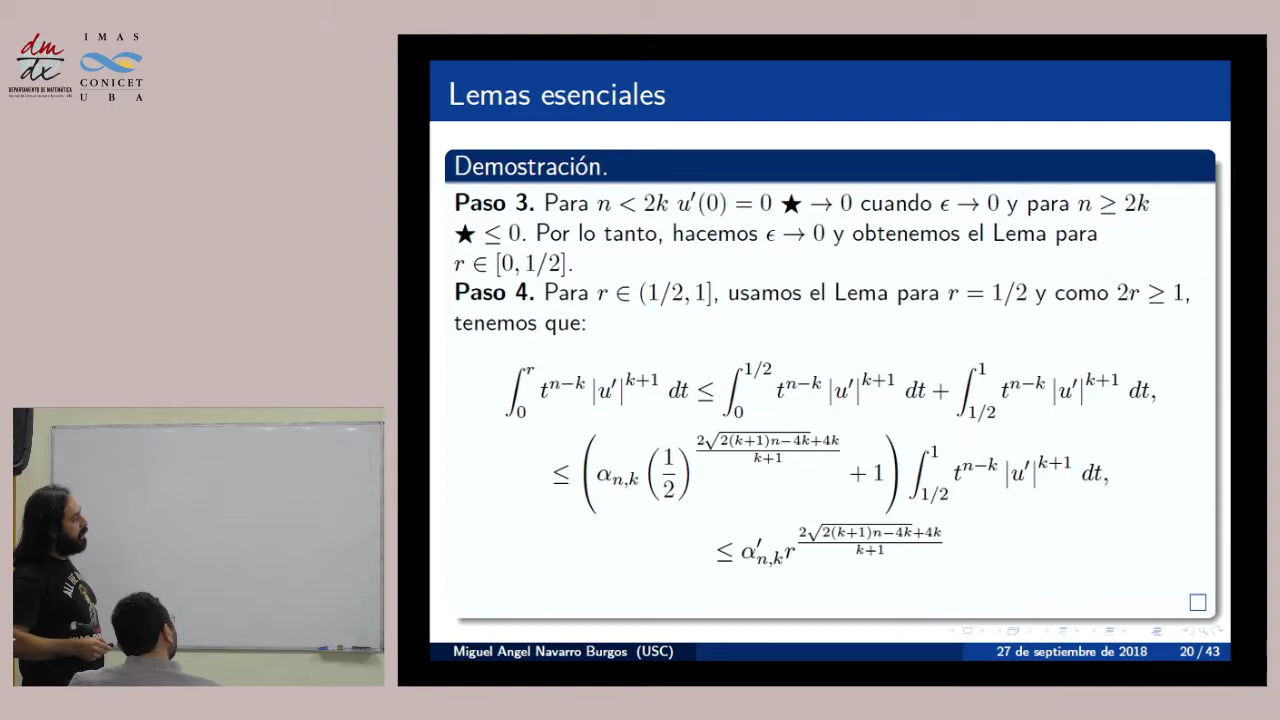 dm
dx
DEPARTAMENTO DE MATEMÁTICA
I M A S
CONICET
U B A
Lemas esenciales
Demostración.
Paso 3. Para n < 2k u′(0) = 0 ★ → 0 cuando ϵ → 0 y para n ≥ 2k
★ ≤ 0. Por lo tanto, hacemos ϵ → 0 y obtenemos el Lema para
r ∈ [0, 1/2].
Paso 4. Para r ∈ (1/2, 1], usamos el Lema para r = 1/2 y como 2r ≥ 1,
tenemos que:
∫_0^r t^{n−k} |u′|^{k+1} dt ≤ ∫_0^{1/2} t^{n−k} |u′|^{k+1} dt + ∫_{1/2}^1 t^{n−k} |u′|^{k+1} dt,
≤ (α_{n,k} (1/2)^{\frac{2√{2(k+1)n−4k}+4k}{k+1}} + 1) ∫_{1/2}^1 t^{n−k} |u′|^{k+1} dt,
≤ α′_{n,k} r^{\frac{2√{2(k+1)n−4k}+4k}{k+1}}
□
Miguel Angel Navarro Burgos (USC) 27 de septiembre de 2018 20 / 43